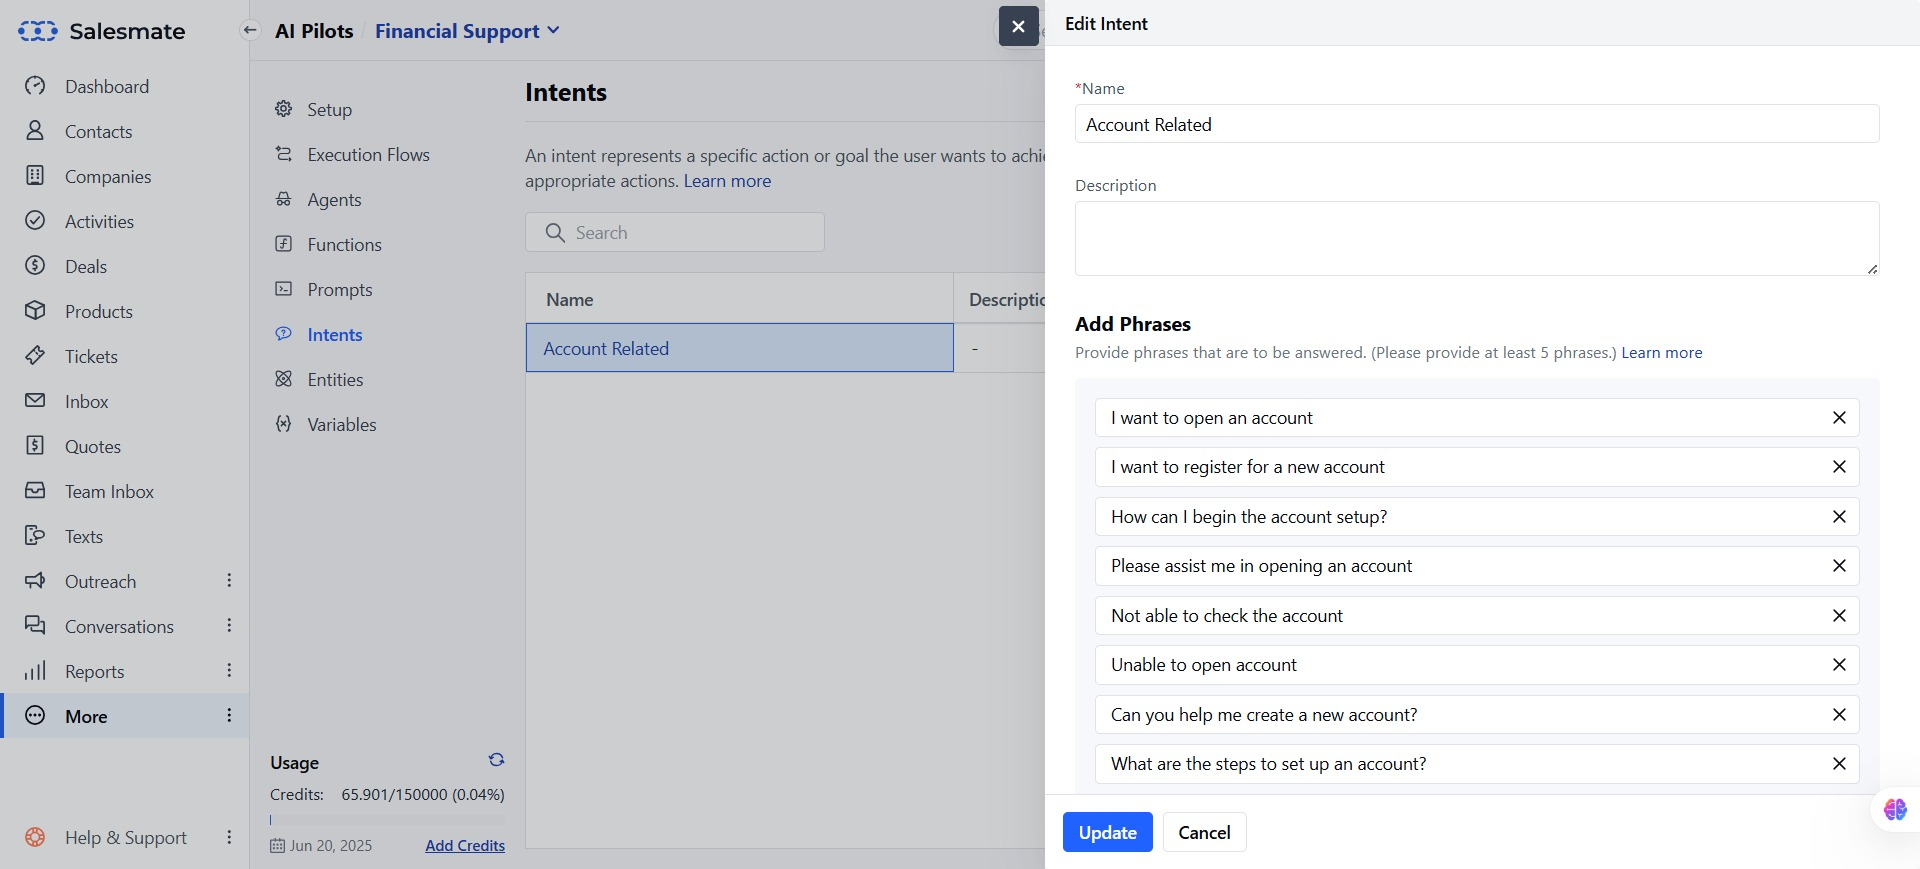 Salesmate
Dashboard
Contacts
Companies
Activities
Deals
Products
Tickets
Inbox
Quotes
Team Inbox
Texts
Outreach
Conversations
Reports
More
Help & Support
AI Pilots
Financial Support
Setup
Execution Flows
Agents
Functions
Prompts
Intents
Entities
Variables
Usage
Credits: 65.901/150000 (0.04%)
Jun 20, 2025
Add Credits
Intents
An intent represents a specific action or goal the user wants to achi
appropriate actions. Learn more
Search
Name
Descriptic
Account Related
-
Edit Intent
*Name
Account Related
Description
Add Phrases
Provide phrases that are to be answered. (Please provide at least 5 phrases.) Learn more
I want to open an account
I want to register for a new account
How can I begin the account setup?
Please assist me in opening an account
Not able to check the account
Unable to open account
Can you help me create a new account?
What are the steps to set up an account?
Update
Cancel